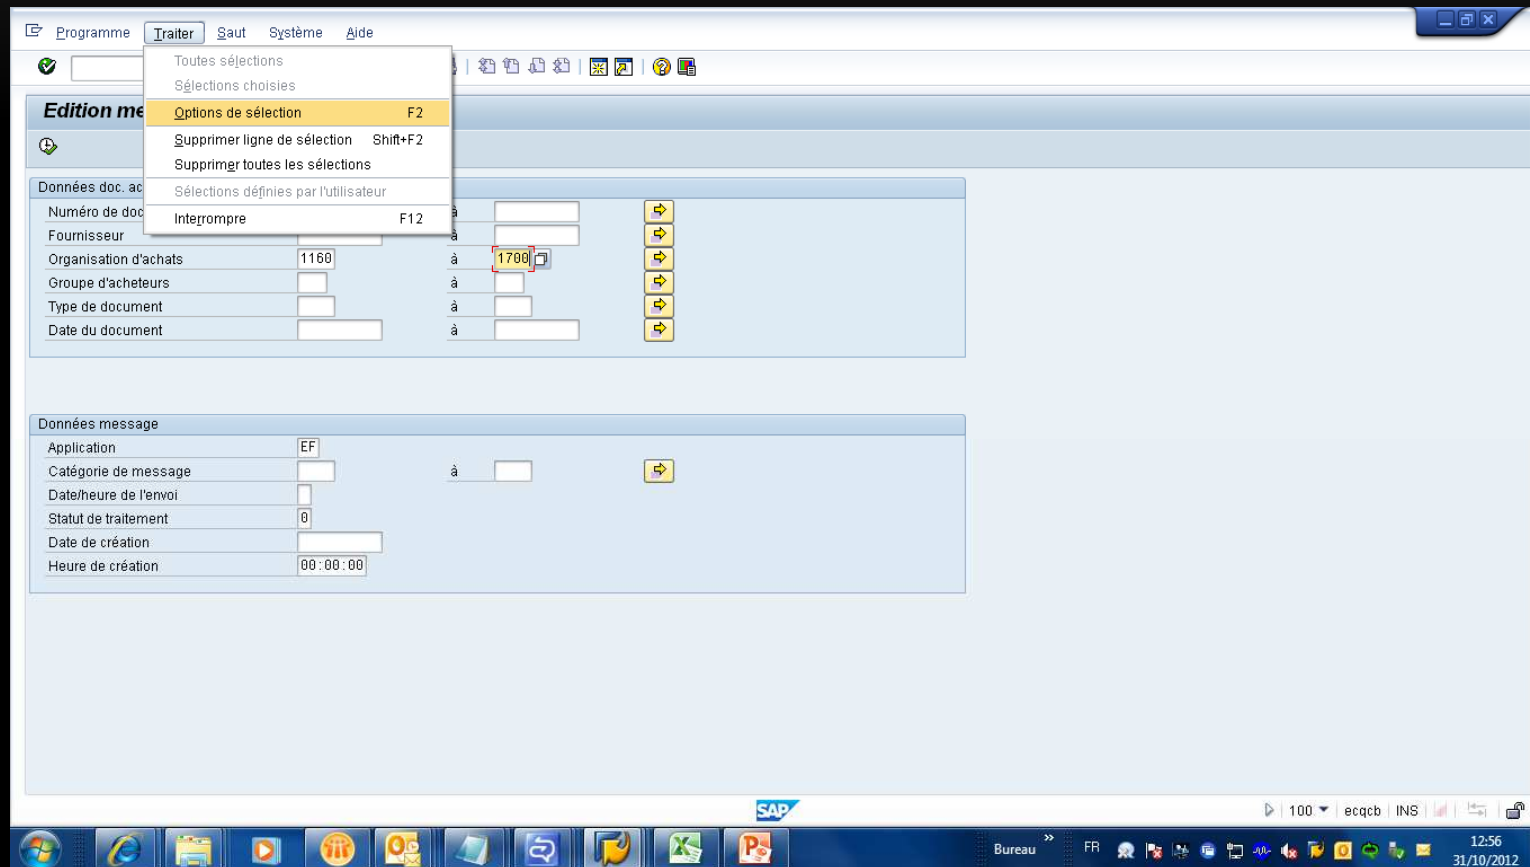 Programme Traiter Saut Système Aide
Toutes sélections
Sélections choisies
Edition me
Options de sélection F2
Supprimer ligne de sélection Shift+F2
Supprimer toutes les sélections
Sélections définies par l'utilisateur
Interrompre F12
Données doc. ac
Numéro de doc à
Fournisseur à
Organisation d'achats 1160 à 1700
Groupe d'acheteurs à
Type de document à
Date du document à
Données message
Application EF
Catégorie de message à
Date/heure de l'envoi
Statut de traitement 0
Date de création
Heure de création 00:00:00
SAP
100 ecqcb INS
Bureau » FR 12:56
31/10/2012